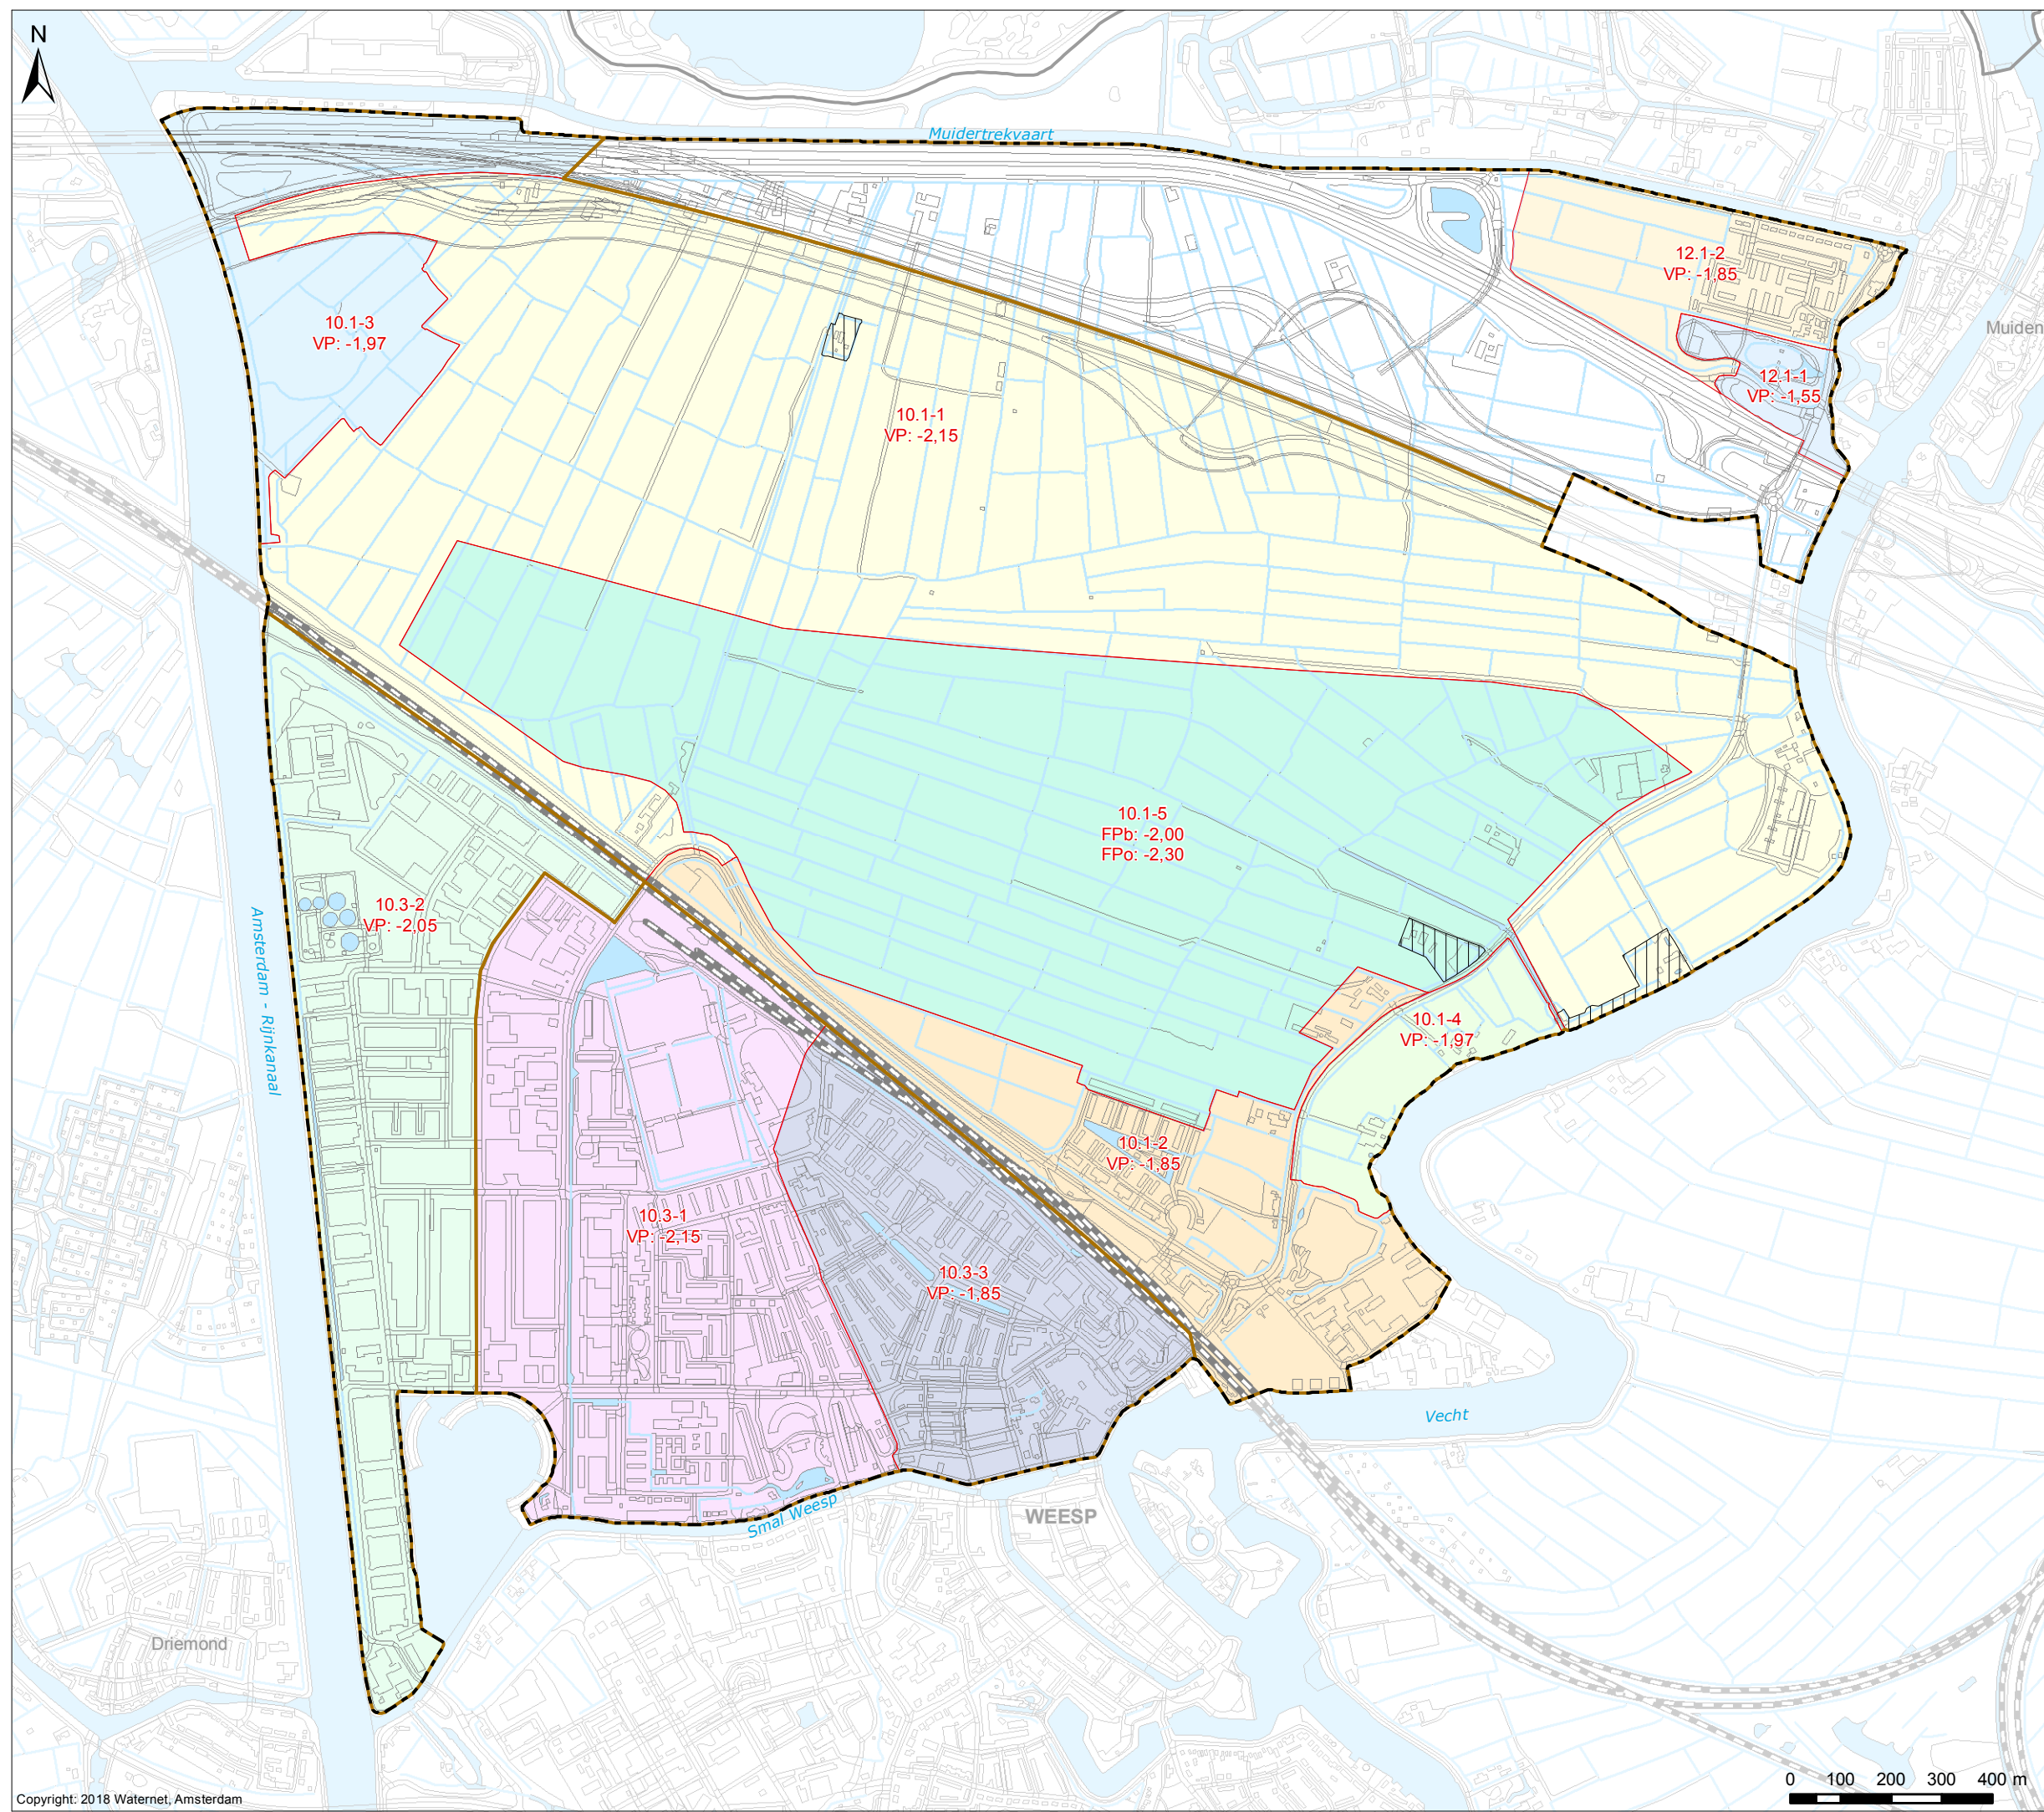 N
Muidertrekvaart
12.1-2
VP: -1,85
Muiden
10.1-3
VP: -1,97
12.1-1
VP: -1,55
10.1-1
VP: -2,15
10.1-5
FPb: -2,00
FPo: -2,30
10.3-2
VP: -2,05
Amsterdam - Rijnkanaal
10.1-4
VP: -1,97
10.1-2
VP: -1,85
10.3-1
VP: -2,15
10.3-3
VP: -1,85
Vecht
Smal Weesp
WEESP
Driemond
0 100 200 300 400 m
Copyright: 2018 Waternet, Amsterdam